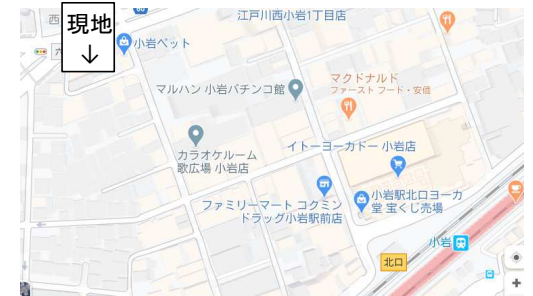 江戸川西小岩1丁目店
西
現地
↓
六
小岩ペット
マルハン 小岩パチンコ館
マクドナルド
ファースト フード・安価
イトーヨーカドー 小岩店
カラオケルーム
歌広場 小岩店
ファミリーマート コクミン
ドラッグ小岩駅前店
小岩駅北口ヨーカ
堂 宝くじ売場
小岩
北口